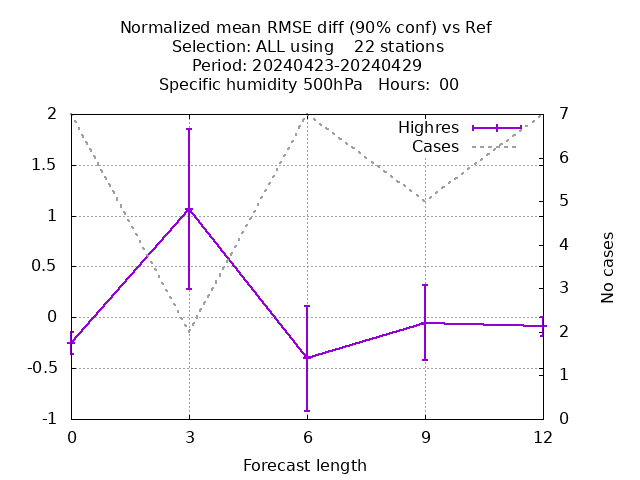 Normalized mean RMSE diff (90% conf) vs Ref
Selection: ALL using    22 stations
Period: 20240423-20240429
Specific humidity 500hPa   Hours:  00
Highres
Cases
2
1.5
1
0.5
0
-0.5
-1
7
6
5
4
3
2
1
0
No cases
0 3 6 9 12
Forecast length